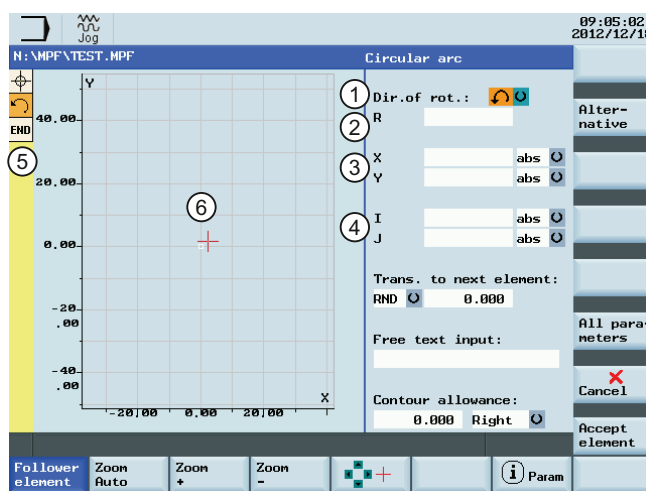 Jog
09:05:02
2012/12/18
N:\MPF\TEST.MPF
Circular arc
Y
1 Dir.of rot.:
Alter-
native
2 R
END
40.00
5
3 X abs
Y abs
20.00
6
4 I abs
J abs
0.00
Trans. to next element:
RND 0.000
-20
.00
All para-
meters
Free text input:
-40
.00
Cancel
X
Contour allowance:
-20.00 0.00 20.00
0.000 Right
Accept
element
Follower
element
Zoom
Auto
Zoom
+
Zoom
-
i Param